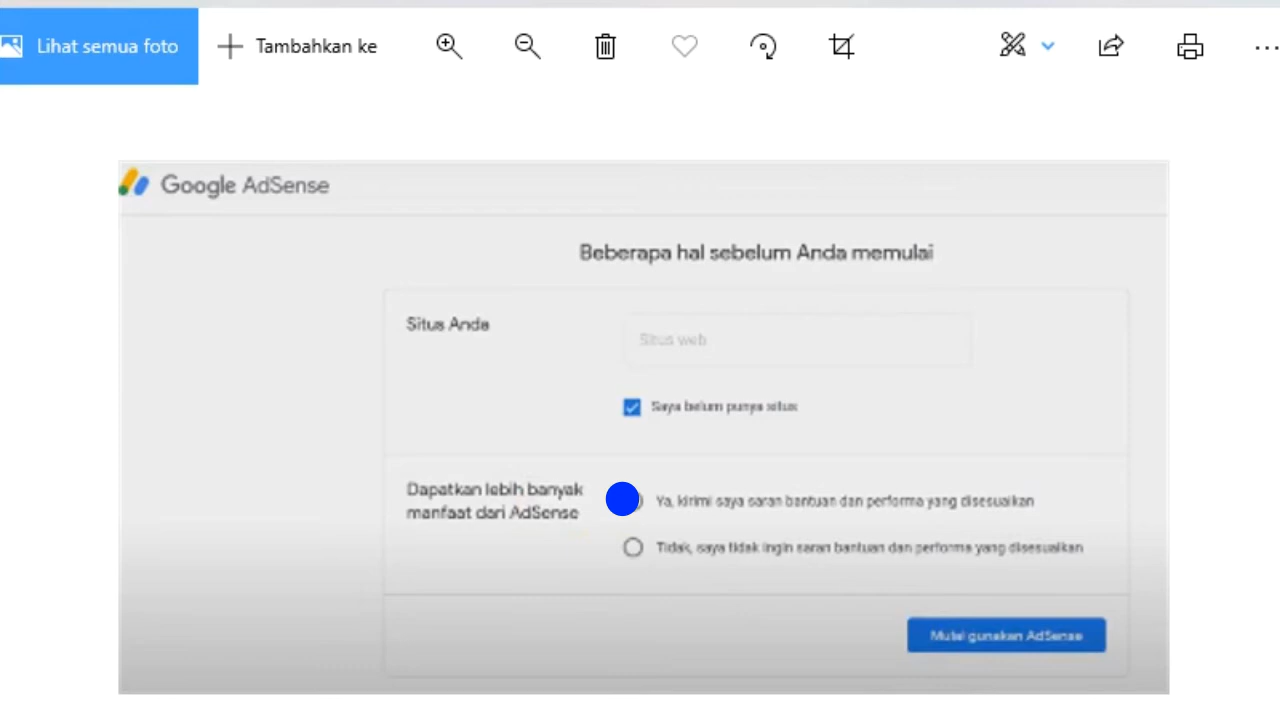 Lihat semua foto
Tambahkan ke
Google AdSense
Beberapa hal sebelum Anda memulai
Situs Anda
Situs web
Saya belum punya situs
Dapatkan lebih banyak
manfaat dari AdSense
Ya, kirimi saya saran bantuan dan performa yang disesuaikan
Tidak, saya tidak ingin saran bantuan dan performa yang disesuaikan
Mulai gunakan AdSense